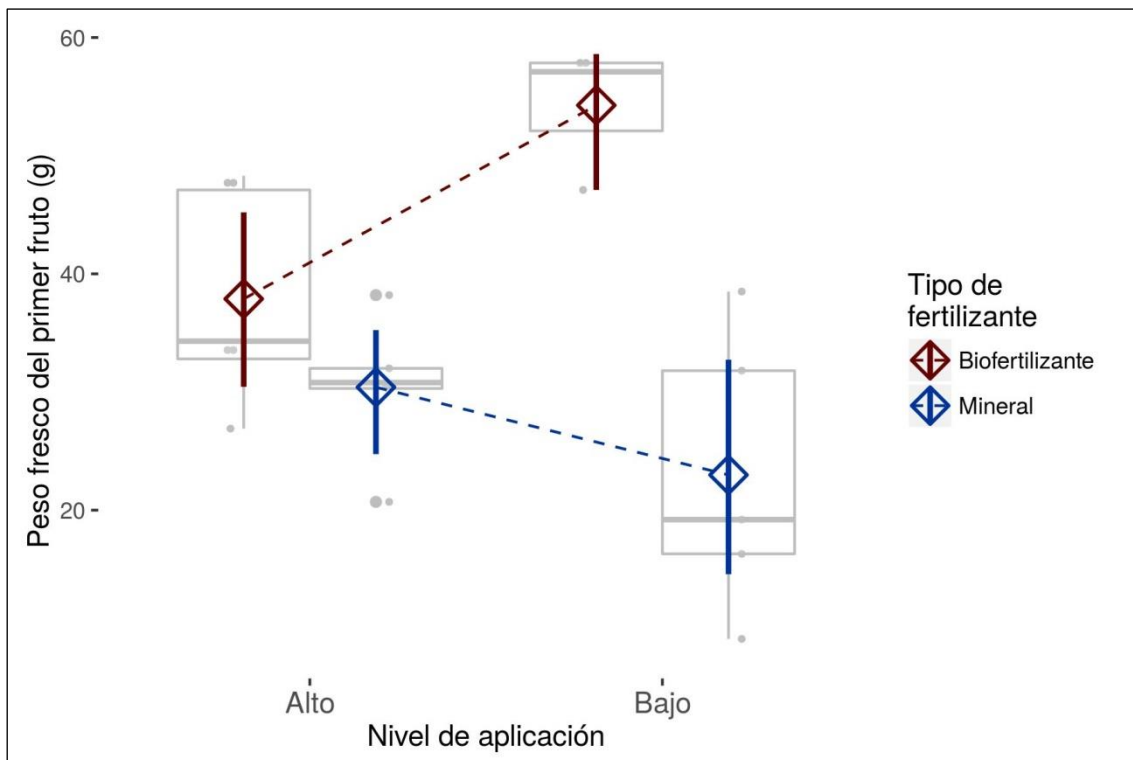 Peso fresco del primer fruto (g)
60
40
20
Alto
Bajo
Nivel de aplicación
Tipo de
fertilizante
Biofertilizante
Mineral